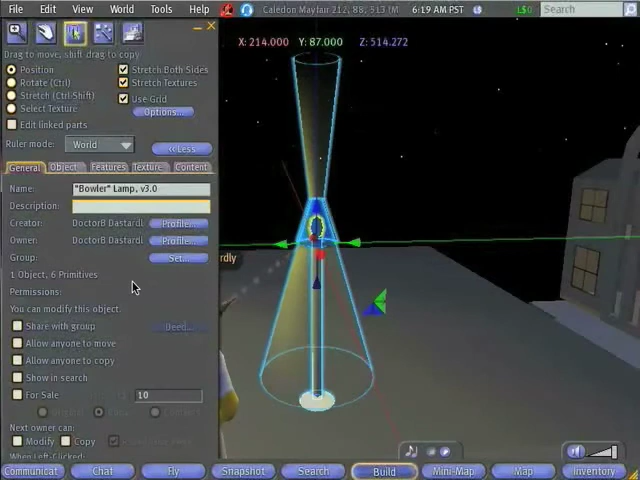 File Edit View World Tools Help Caledon Mayfair 212, 88, 513 (M 6:19 AM PST L$0 Search
X: 214.000 Y: 87.000 Z: 514.272
Drag to move, shift-drag to copy
Position
Rotate (Ctrl)
Stretch (Ctrl-Shift)
Select Texture
Stretch Both Sides
Stretch Textures
Use Grid
Options...
Edit linked parts
Ruler mode: World
<< Less
General Object Features Texture Content
Name: "Bowler" Lamp, v3.0
Description:
Creator: DoctorB Dastardl Profile...
Owner: DoctorB Dastardl Profile...
Group: Set...
rdly
1 Object, 6 Primitives
Permissions:
You can modify this object.
Share with group Deed...
Allow anyone to move
Allow anyone to copy
Show in search
For Sale 10
Next owner can:
Modify Copy
When Left-Clicked:
Communicat Chat Fly Snapshot Search Build Mini-Map Map Inventory